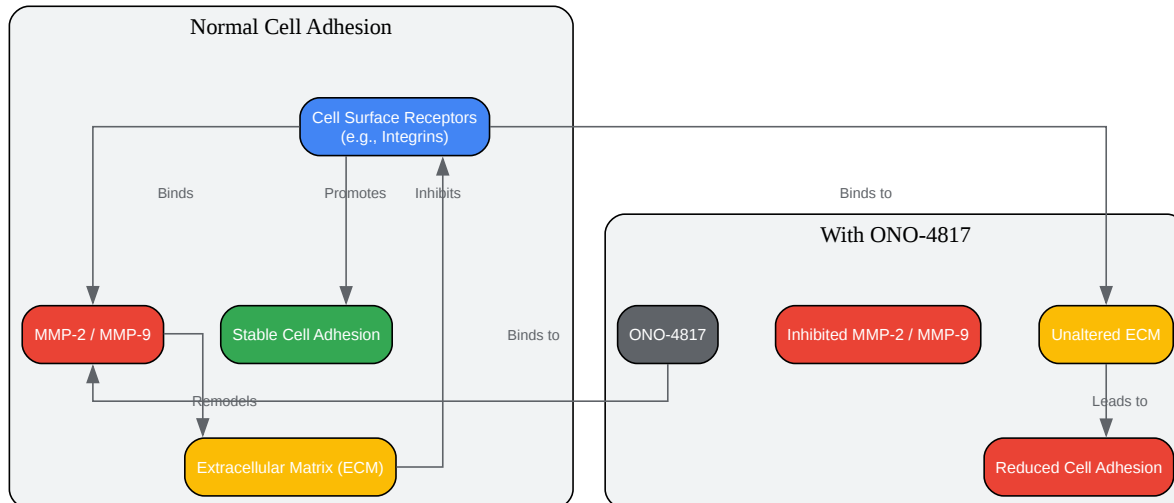 Normal Cell Adhesion
Cell Surface Receptors
(e.g., Integrins)
Binds
Promotes
Inhibits
Binds to
With ONO-4817
MMP-2 / MMP-9
Stable Cell Adhesion
Binds to
ONO-4817
Inhibited MMP-2 / MMP-9
Unaltered ECM
Remodels
Leads to
Extracellular Matrix (ECM)
Reduced Cell Adhesion